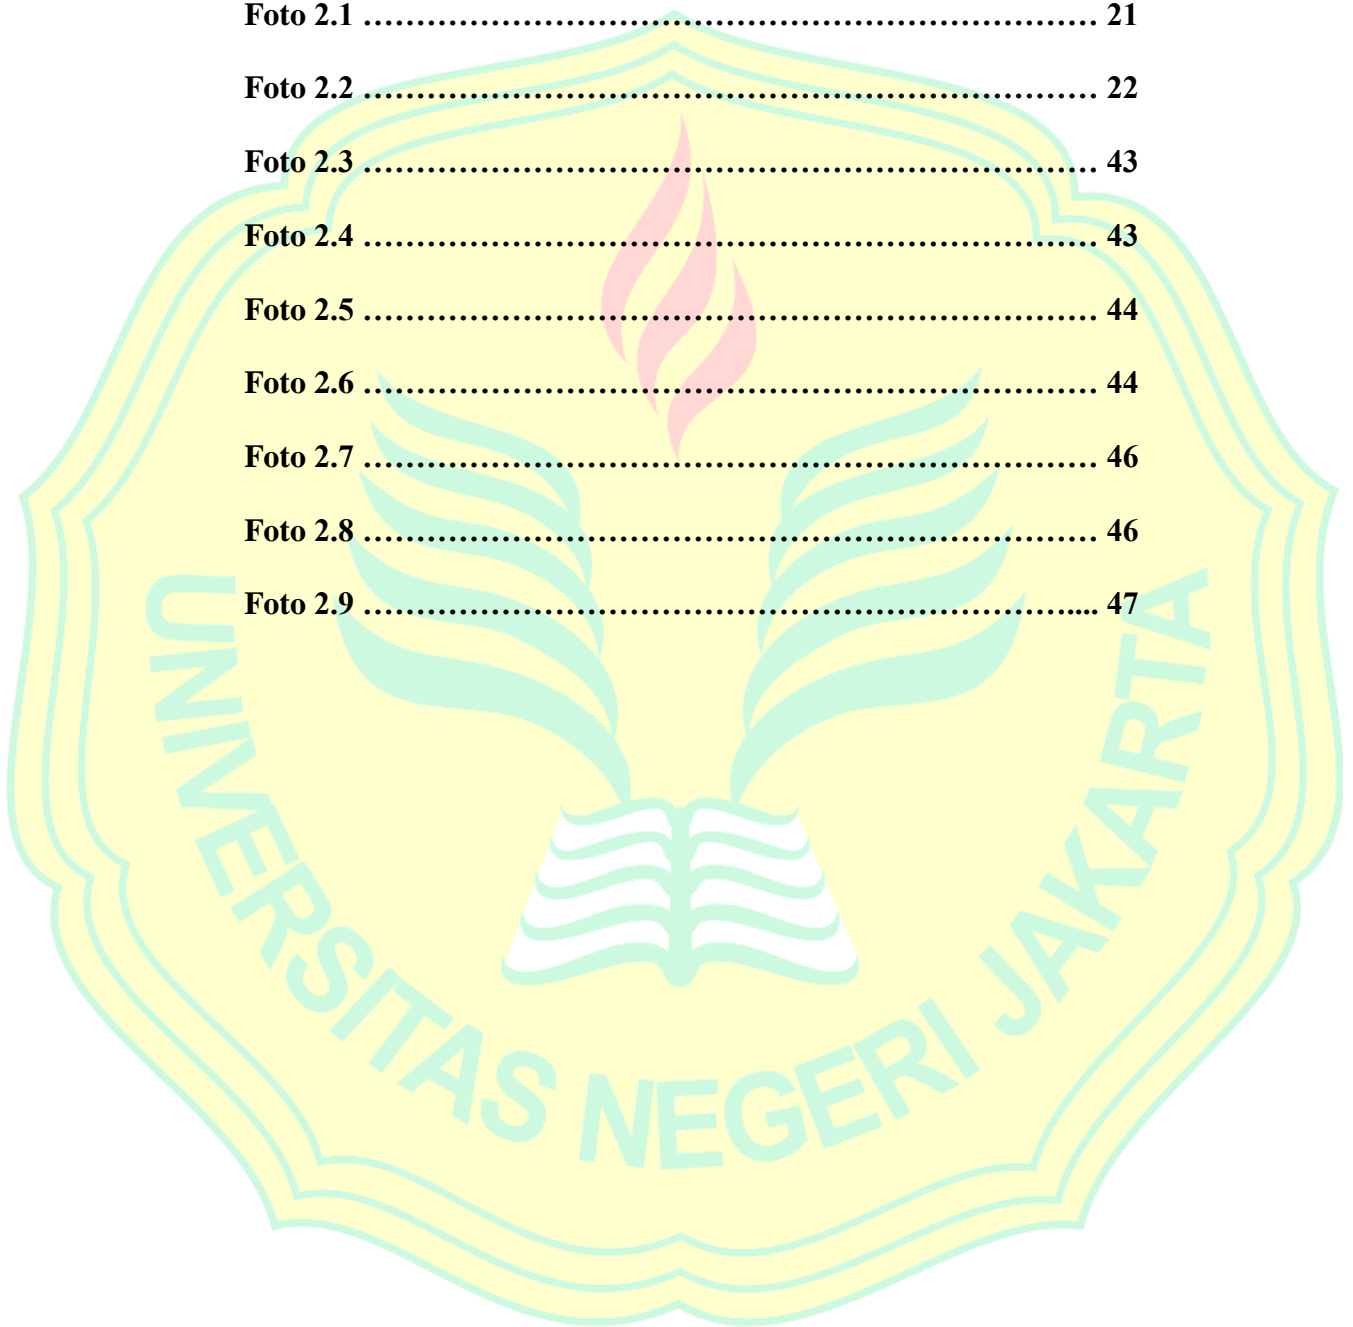 Foto 2.1 ………………………………………………………………… 21
Foto 2.2 ………………………………………………………………… 22
Foto 2.3 ………………………………………………………………… 43
Foto 2.4 ………………………………………………………………… 43
Foto 2.5 ………………………………………………………………… 44
Foto 2.6 ………………………………………………………………… 44
Foto 2.7 ………………………………………………………………… 46
Foto 2.8 ………………………………………………………………… 46
Foto 2.9 ……………………………………………………………….... 47
UNIVERSITAS NEGERI JAKARTA